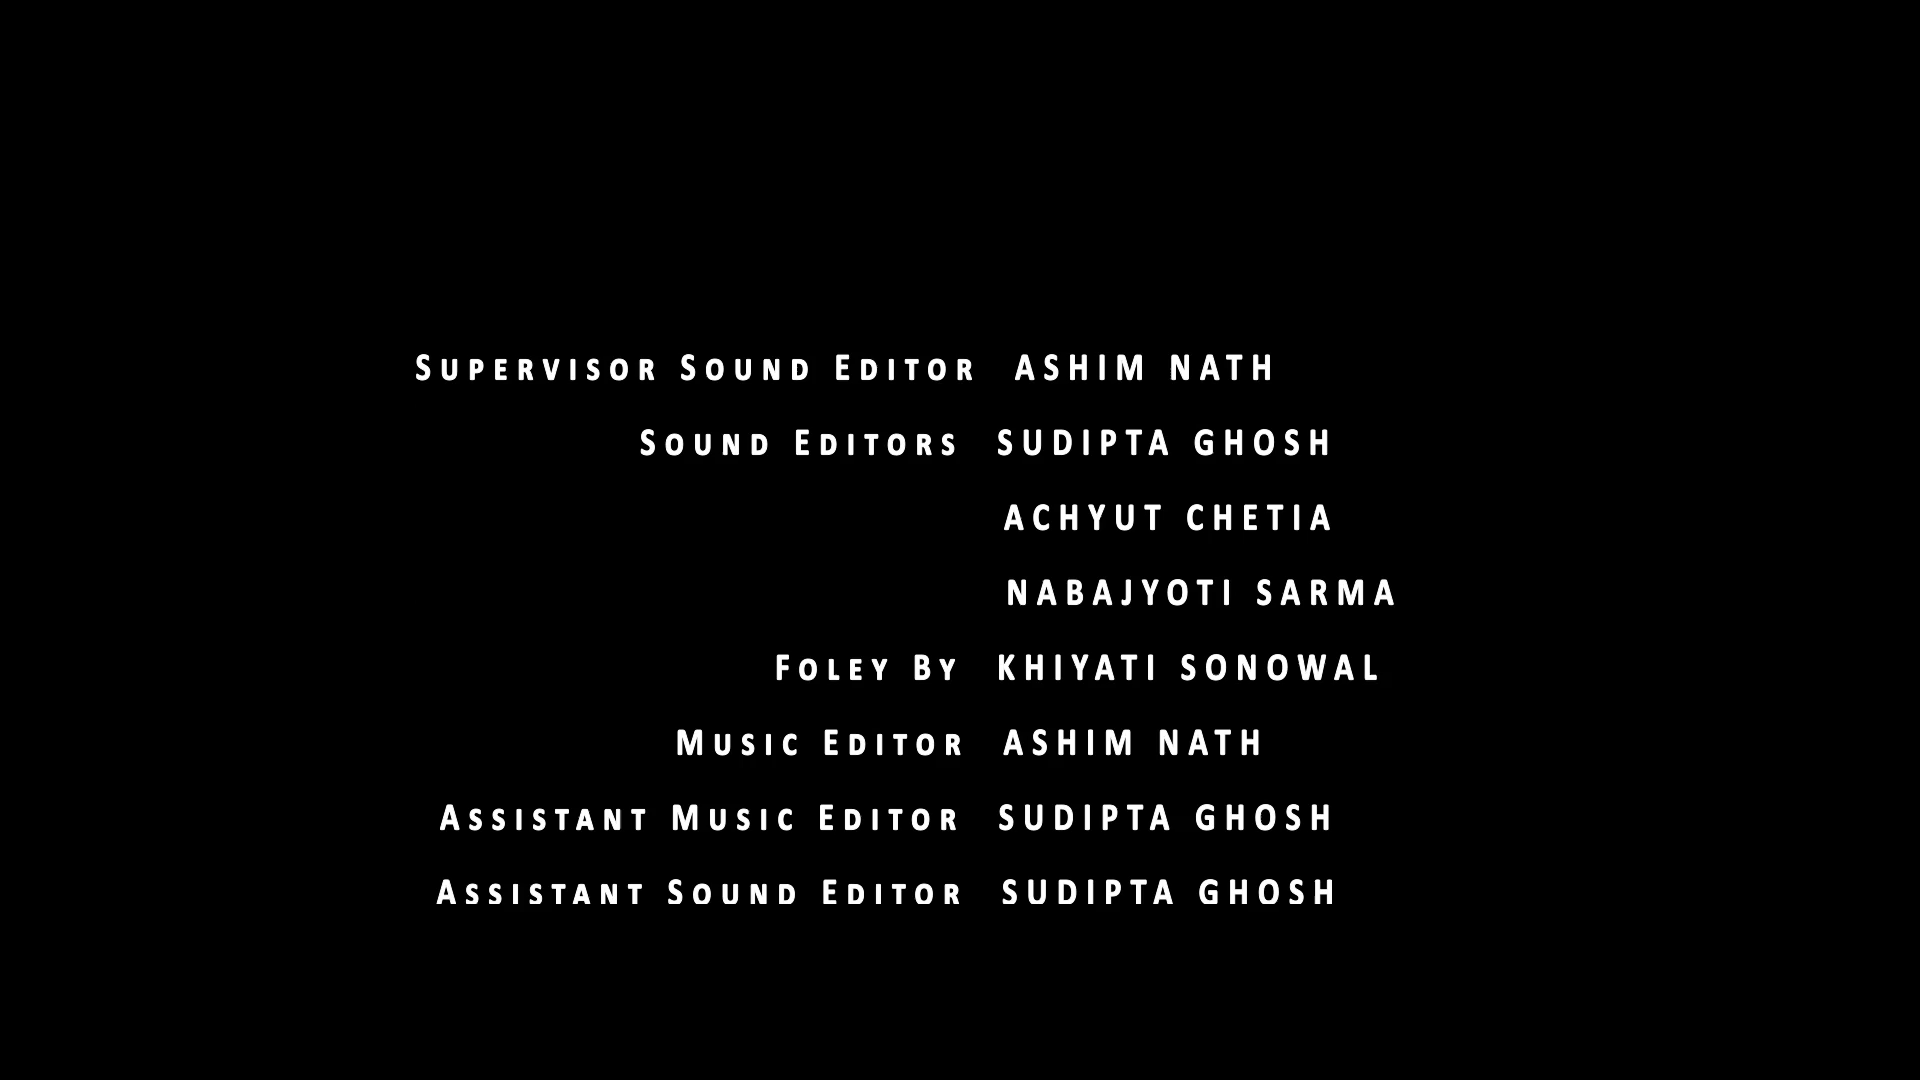 Supervisor Sound Editor ASHIM NATH
Sound Editors SUDIPTA GHOSH
ACHYUT CHETIA
NABAJYOTI SARMA
Foley By KHIYATI SONOWAL
Music Editor ASHIM NATH
Assistant Music Editor SUDIPTA GHOSH
Assistant Sound Editor SUDIPTA GHOSH